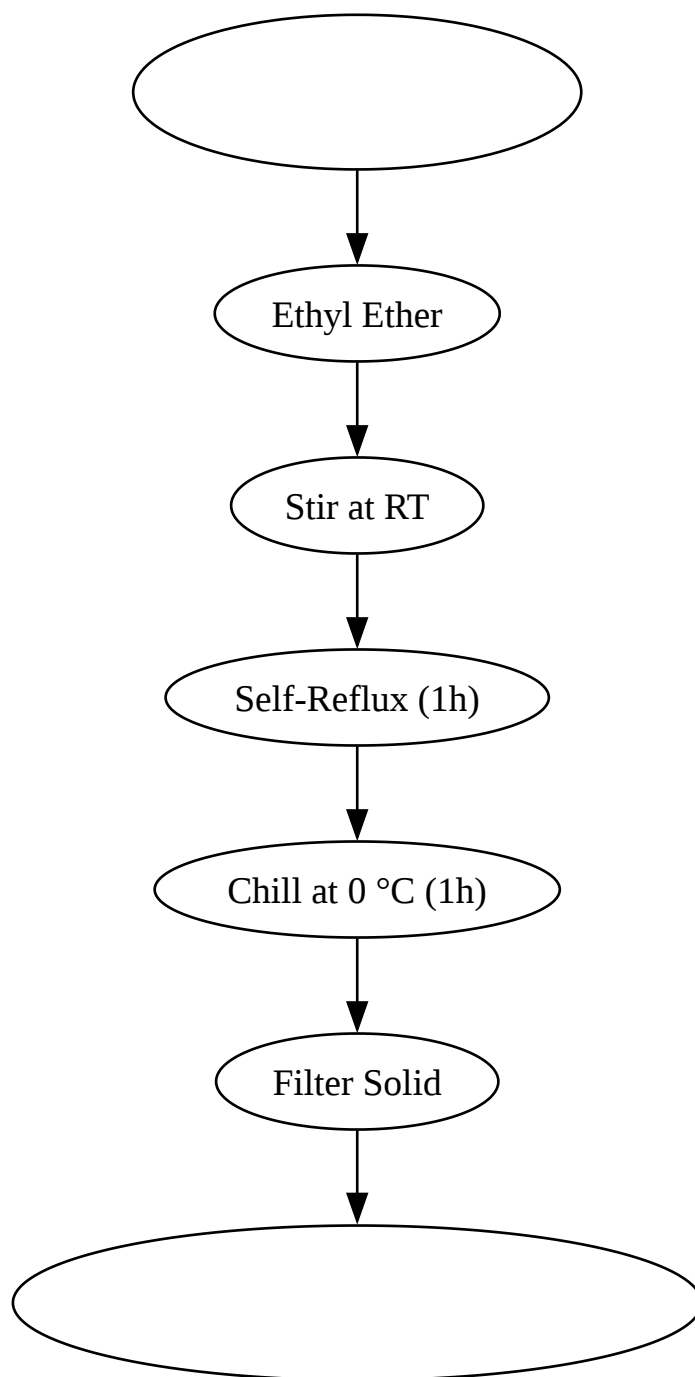 Ethyl Ether
Stir at RT
Self-Reflux (1h)
Chill at 0 °C (1h)
Filter Solid